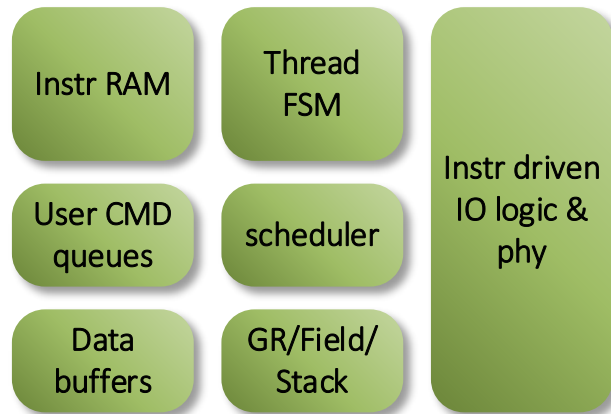 Instr RAM
Thread
FSM
Instr driven
IO logic &
phy
User CMD
queues
scheduler
Data
buffers
GR/Field/
Stack